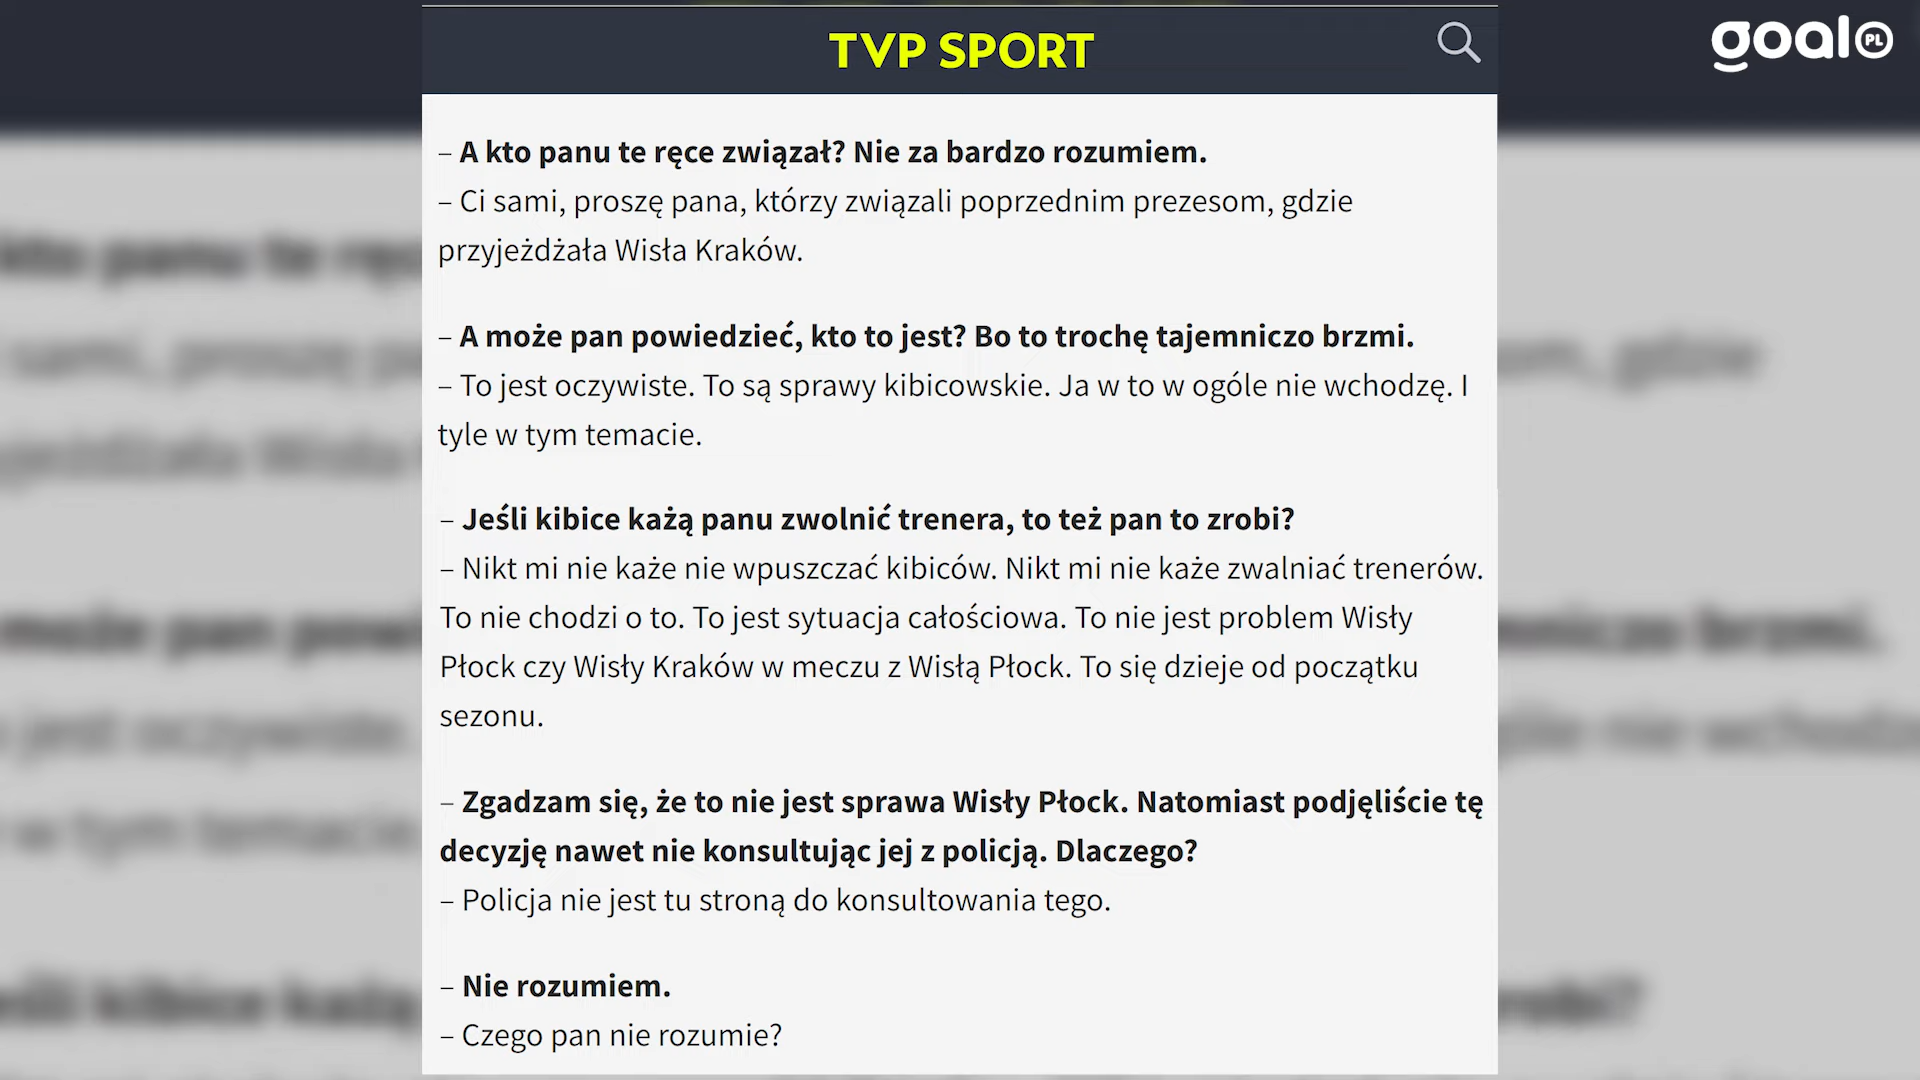 TVP SPORT
goal PL
– A kto panu te ręce związał? Nie za bardzo rozumiem.
– Ci sami, proszę pana, którzy związali poprzednim prezesom, gdzie
przyjeżdżała Wisła Kraków.
– A może pan powiedzieć, kto to jest? Bo to trochę tajemniczo brzmi.
– To jest oczywiste. To są sprawy kibicowskie. Ja w to w ogóle nie wchodzę. I
tyle w tym temacie.
– Jeśli kibice każą panu zwolnić trenera, to też pan to zrobi?
– Nikt mi nie każe nie wpuszczać kibiców. Nikt mi nie każe zwalniać trenerów.
To nie chodzi o to. To jest sytuacja całościowa. To nie jest problem Wisły
Płock czy Wisły Kraków w meczu z Wisłą Płock. To się dzieje od początku
sezonu.
– Zgadzam się, że to nie jest sprawa Wisły Płock. Natomiast podjęliście tę
decyzję nawet nie konsultując jej z policją. Dlaczego?
– Policja nie jest tu stroną do konsultowania tego.
– Nie rozumiem.
– Czego pan nie rozumie?